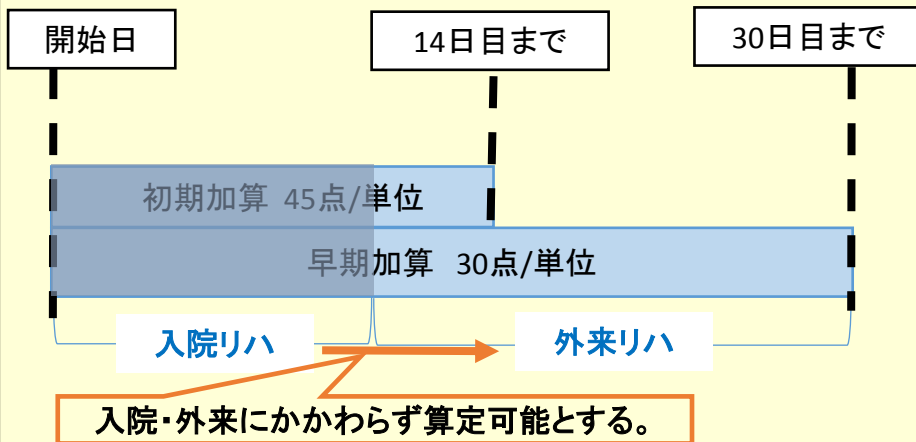 開始日
14日目まで
30日目まで
初期加算 45点/単位
早期加算 30点/単位
入院リハ
外来リハ
入院・外来にかかわらず算定可能とする。